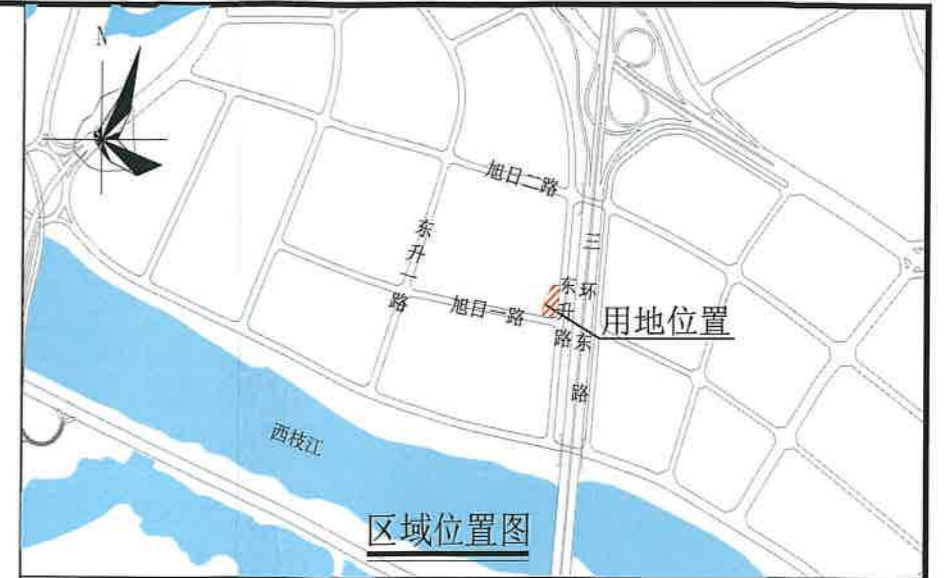 N
旭日二路
东升一路
三环东路
东升路
旭日一路
用地位置
西枝江
区域位置图